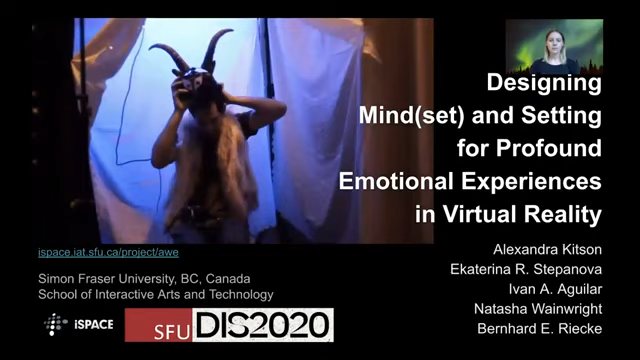 Designing
Mind(set) and Setting
for Profound
Emotional Experiences
in Virtual Reality
ispace.iat.sfu.ca/project/awe
Simon Fraser University, BC, Canada
School of Interactive Arts and Technology
iSPACE
SFU
DIS2020
Alexandra Kitson
Ekaterina R. Stepanova
Ivan A. Aguilar
Natasha Wainwright
Bernhard E. Riecke